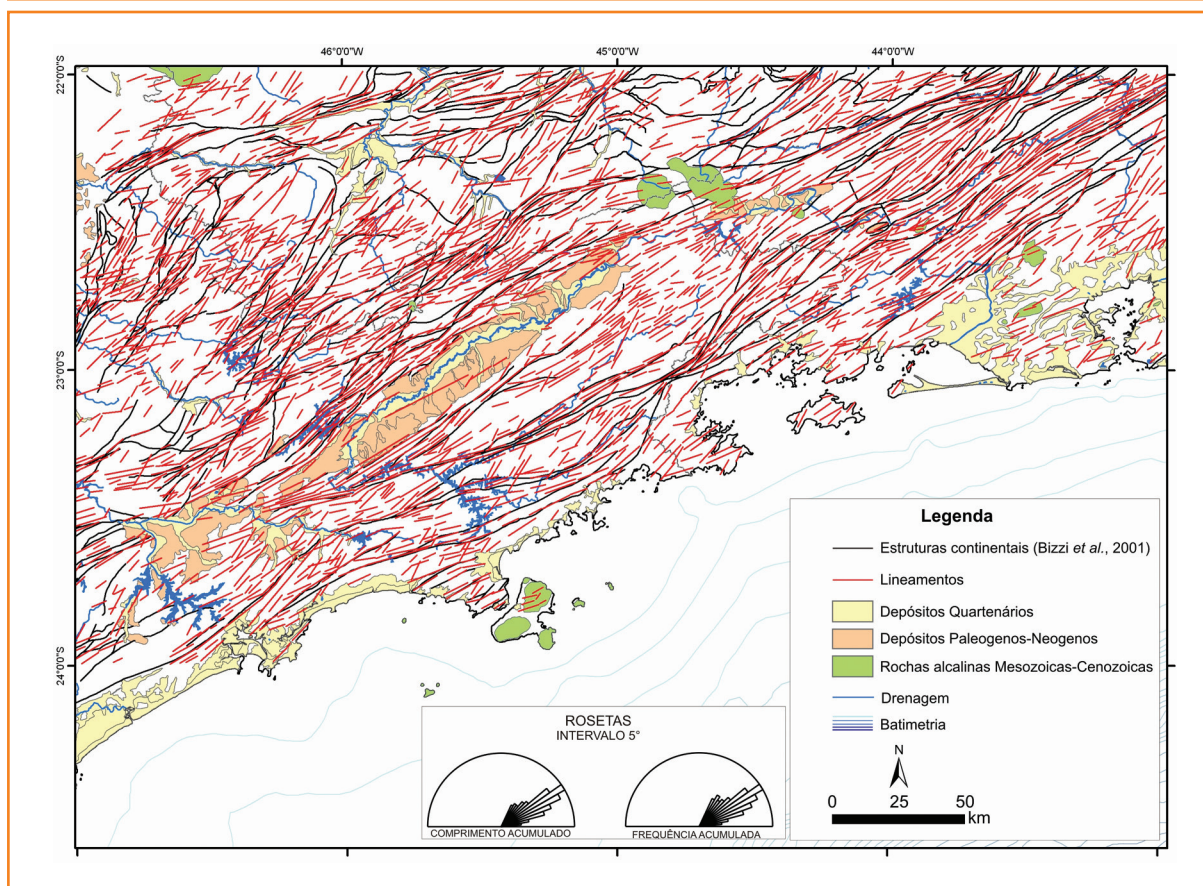 46°0'0"W
45°0'0"W
44°0'0"W
22°0'0"S
23°0'0"S
24°0'0"S
Legenda
Estruturas continentais (Bizzi et al., 2001)
Lineamentos
Depósitos Quartenários
Depósitos Paleogenos-Neogenos
Rochas alcalinas Mesozoicas-Cenozoicas
Drenagem
Batimetria
N
0 25 50
km
ROSETAS
INTERVALO 5°
COMPRIMENTO ACUMULADO
FREQUÊNCIA ACUMULADA